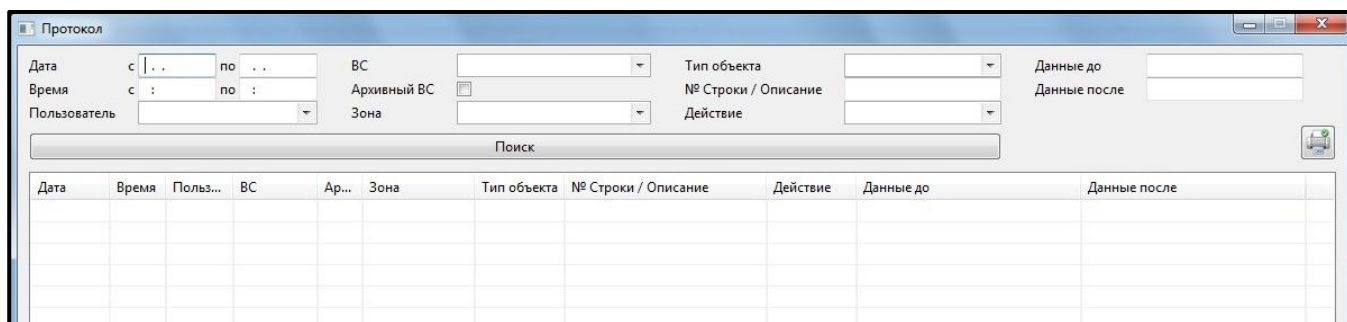 Протокол
Дата с . . по . . ВС Тип объекта Данные до
Время с : по : Архивный ВС № Строки / Описание Данные после
Пользователь Зона Действие
Поиск
Дата Время Польз... ВС Ар... Зона Тип объекта № Строки / Описание Действие Данные до Данные после